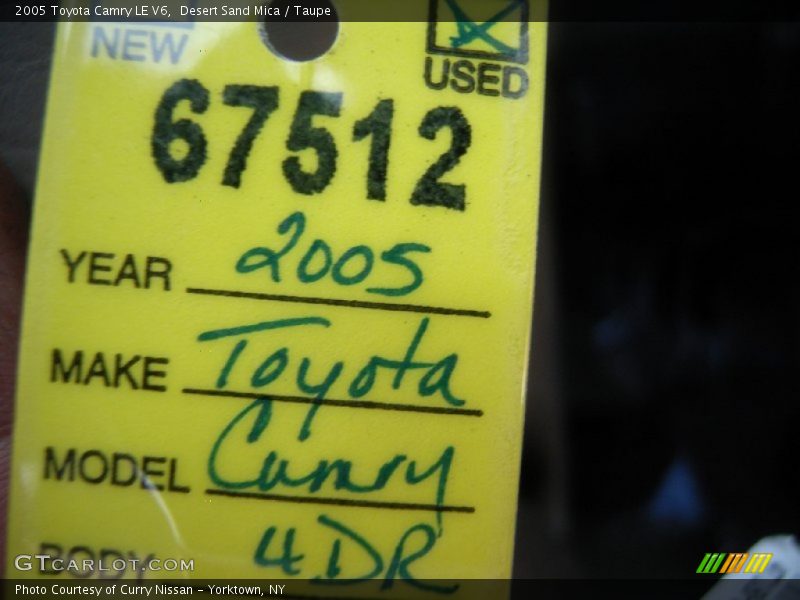 2005 Toyota Camry LE V6, Desert Sand Mica / Taupe
NEW
USED
67512
YEAR 2005
MAKE Toyota
MODEL Camry
BODY 4DR
GTCARLOT.COM
Photo Courtesy of Curry Nissan - Yorktown, NY